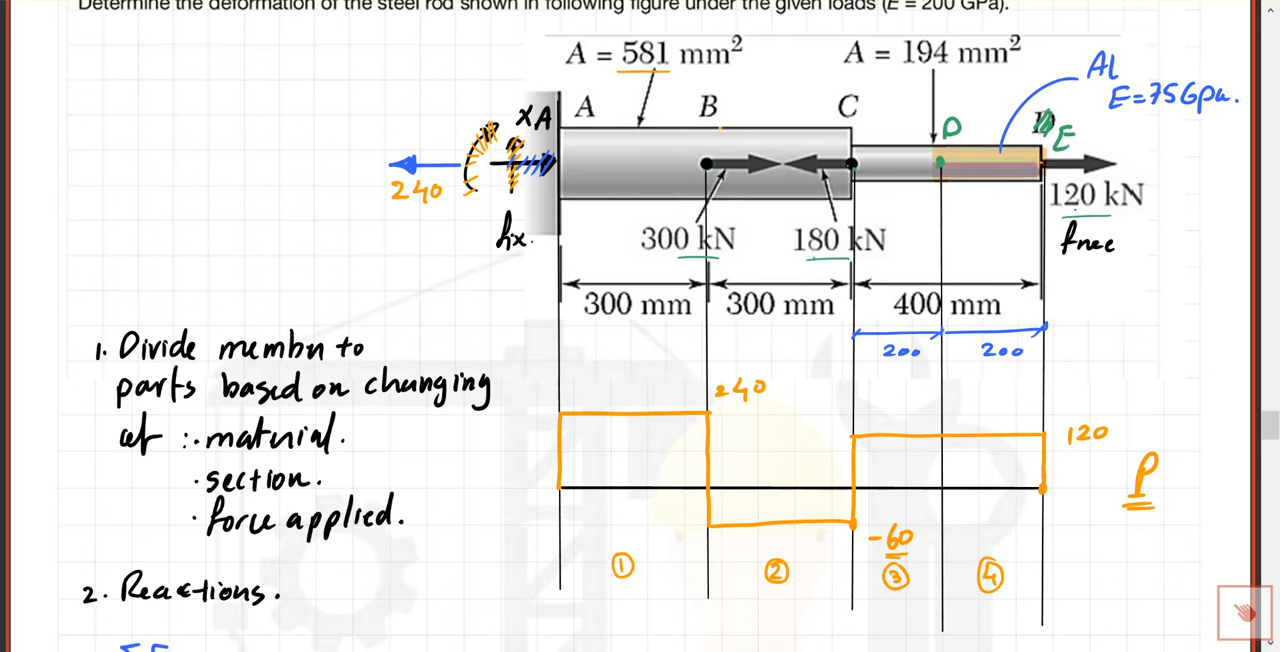 Determine the deformation of the steel rod shown in following figure under the given loads (E = 200 GPa).
A = 581 mm²
A = 194 mm²
AL
E=75Gpa.
XA
A
B
C
D
E
240
fix.
300 kN
180 kN
120 kN
free
300 mm
300 mm
400 mm
200
200
1. Divide member to
parts based on changing
at :· material.
· section.
· force applied.
240
120
P
-60
① ② ③ ④
2. Reactions.